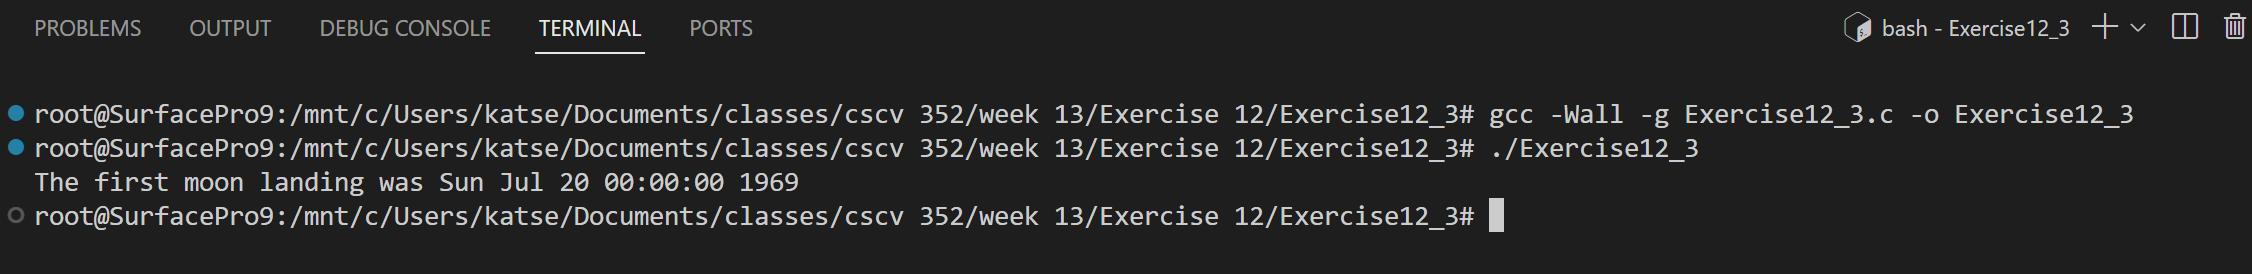 PROBLEMS OUTPUT DEBUG CONSOLE TERMINAL PORTS bash - Exercise12_3
root@SurfacePro9:/mnt/c/Users/katse/Documents/classes/cscv 352/week 13/Exercise 12/Exercise12_3# gcc -Wall -g Exercise12_3.c -o Exercise12_3
root@SurfacePro9:/mnt/c/Users/katse/Documents/classes/cscv 352/week 13/Exercise 12/Exercise12_3# ./Exercise12_3
The first moon landing was Sun Jul 20 00:00:00 1969
root@SurfacePro9:/mnt/c/Users/katse/Documents/classes/cscv 352/week 13/Exercise 12/Exercise12_3#